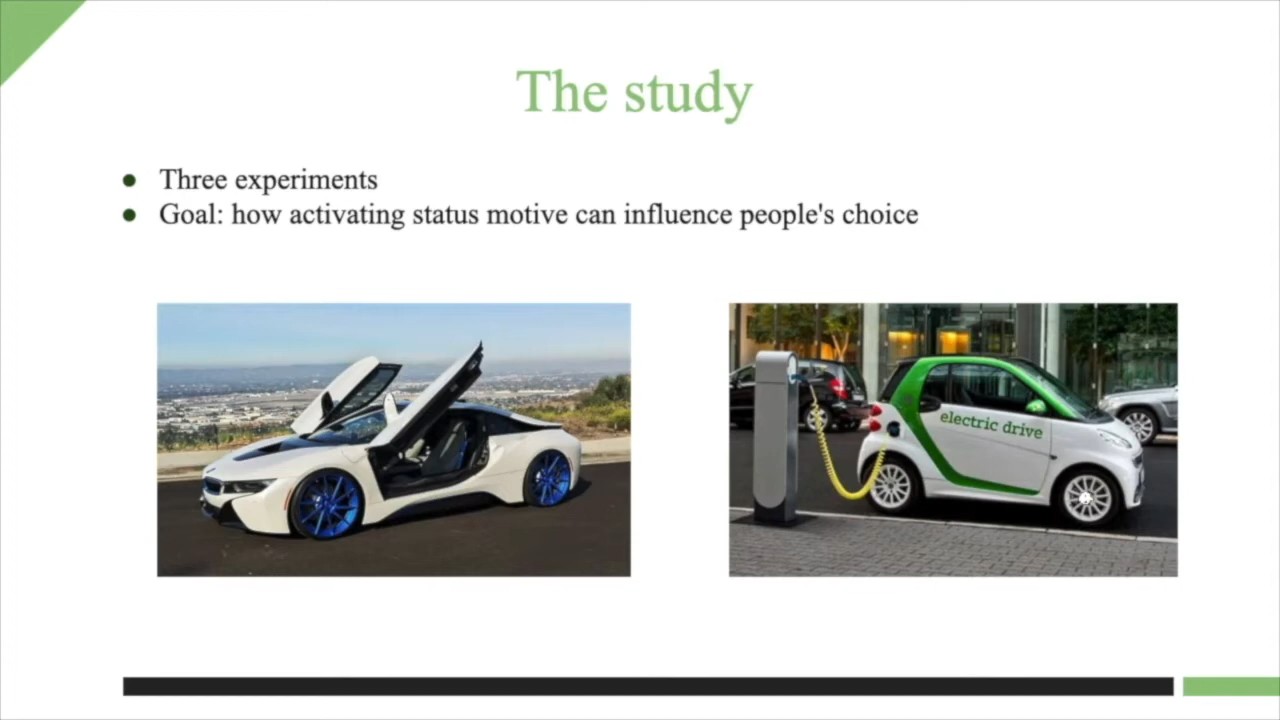 The study
Three experiments
Goal: how activating status motive can influence people's choice
electric drive